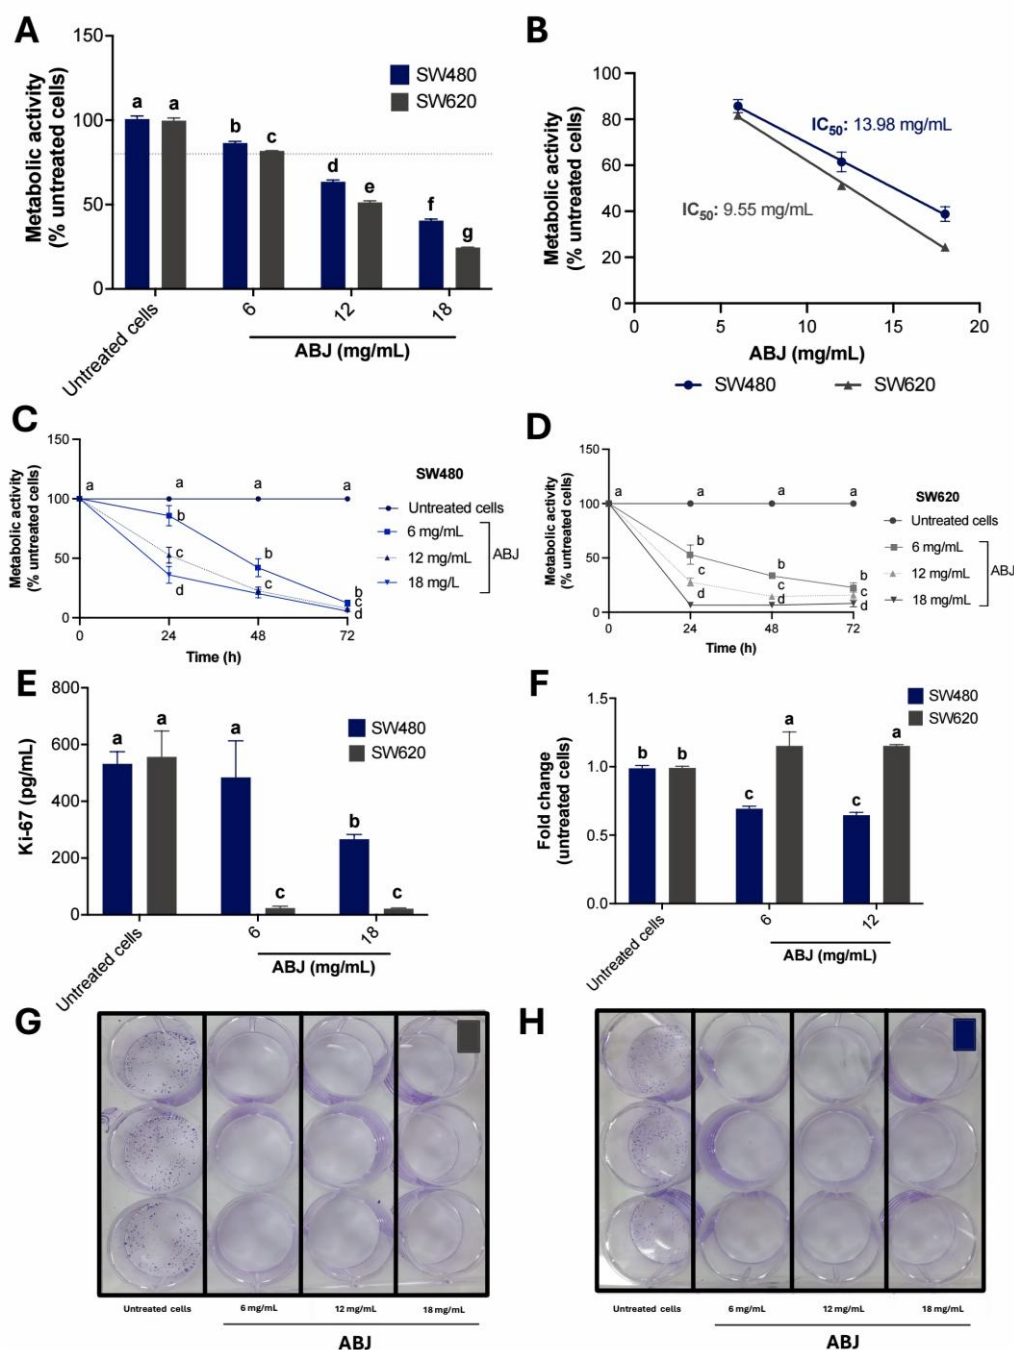 A
150
100
50
0
Metabolic activity
(% untreated cells)
SW480
SW620
a
a
b
c
d
e
f
g
Untreated cells
6
12
18
ABJ (mg/mL)
B
100
80
60
40
20
0
Metabolic activity
(% untreated cells)
IC50: 13.98 mg/mL
IC50: 9.55 mg/mL
0
5
10
15
20
ABJ (mg/mL)
SW480
SW620
C
150
100
50
0
Metabolic activity
(% untreated cells)
a
a
a
a
b
c
d
b
c
b
c
d
0
24
48
72
Time (h)
SW480
Untreated cells
6 mg/mL
12 mg/mL
18 mg/L
ABJ
D
150
100
50
0
Metabolic activity
(% untreated cells)
a
a
a
a
b
c
d
b
c
d
b
c
d
0
24
48
72
Time (h)
SW620
Untreated cells
6 mg/mL
12 mg/mL
18 mg/mL
ABJ
E
800
600
400
200
0
Ki-67 (pg/mL)
SW480
SW620
a
a
a
c
b
c
Untreated cells
6
18
ABJ (mg/mL)
F
1.5
1.0
0.5
0.0
Fold change
(untreated cells)
SW480
SW620
b
b
c
a
c
a
Untreated cells
6
12
ABJ (mg/mL)
G
Untreated cells
6 mg/mL
12 mg/mL
18 mg/mL
ABJ
H
Untreated cells
6 mg/mL
12 mg/mL
18 mg/mL
ABJ